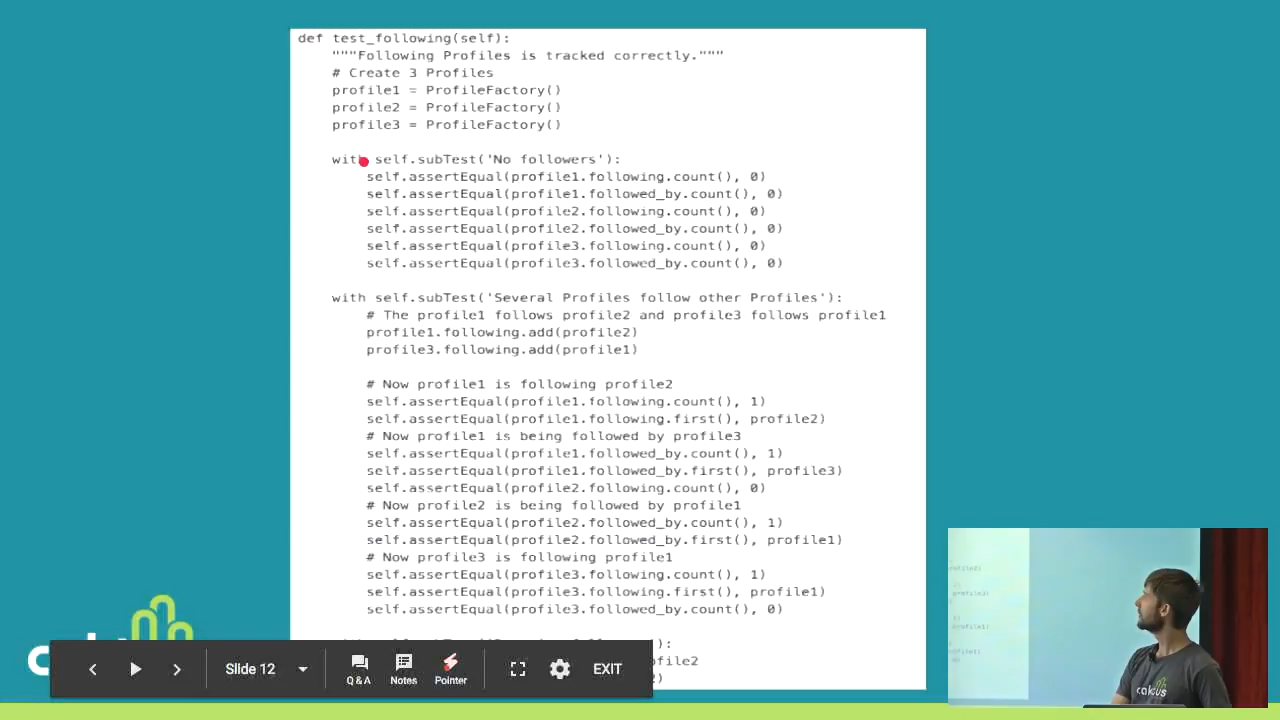 def test_following(self):
"""Following Profiles is tracked correctly."""
# Create 3 Profiles
profile1 = ProfileFactory()
profile2 = ProfileFactory()
profile3 = ProfileFactory()
with self.subTest('No followers'):
self.assertEqual(profile1.following.count(), 0)
self.assertEqual(profile1.followed_by.count(), 0)
self.assertEqual(profile2.following.count(), 0)
self.assertEqual(profile2.followed_by.count(), 0)
self.assertEqual(profile3.following.count(), 0)
self.assertEqual(profile3.followed_by.count(), 0)
with self.subTest('Several Profiles follow other Profiles'):
# The profile1 follows profile2 and profile3 follows profile1
profile1.following.add(profile2)
profile3.following.add(profile1)
# Now profile1 is following profile2
self.assertEqual(profile1.following.count(), 1)
self.assertEqual(profile1.following.first(), profile2)
# Now profile1 is being followed by profile3
self.assertEqual(profile1.followed_by.count(), 1)
self.assertEqual(profile1.followed_by.first(), profile3)
self.assertEqual(profile2.following.count(), 0)
# Now profile2 is being followed by profile1
self.assertEqual(profile2.followed_by.count(), 1)
self.assertEqual(profile2.followed_by.first(), profile1)
# Now profile3 is following profile1
self.assertEqual(profile3.following.count(), 1)
self.assertEqual(profile3.following.first(), profile1)
self.assertEqual(profile3.followed_by.count(), 0)
Slide 12
Q & A
Notes
Pointer
EXIT
calcus